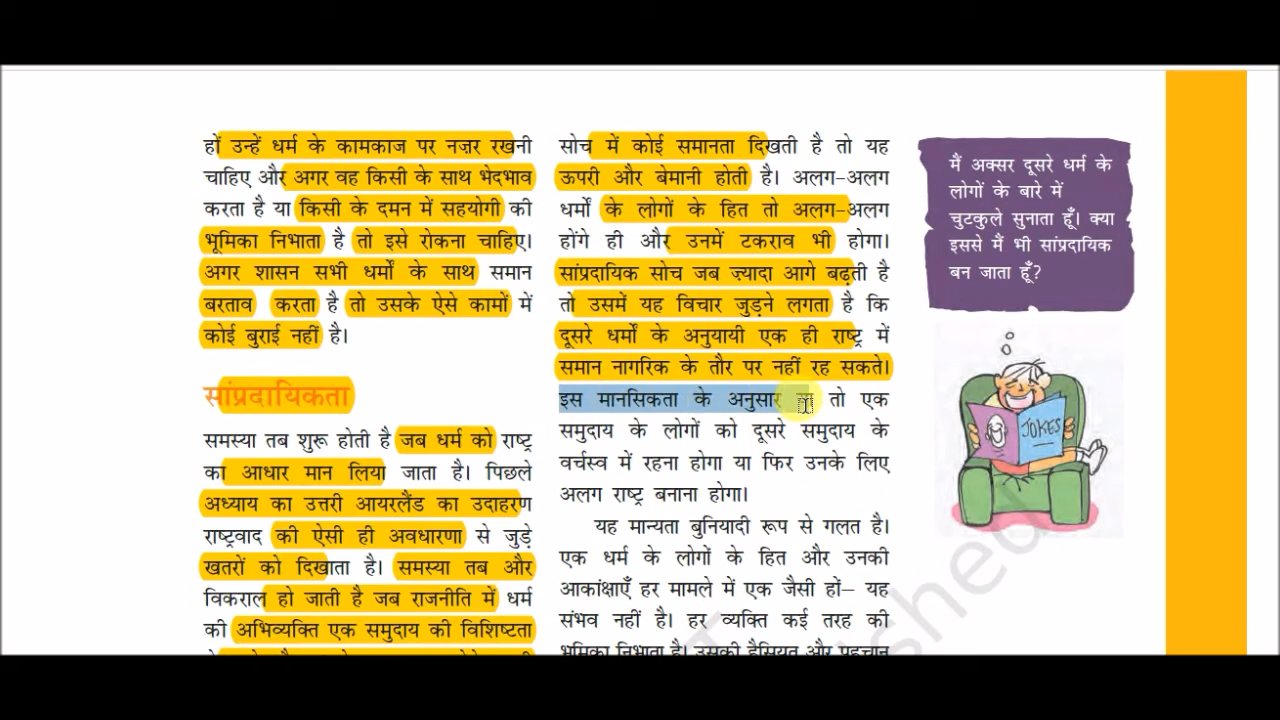 हों उन्हें धर्म के कामकाज पर नज़र रखनी
चाहिए और अगर वह किसी के साथ भेदभाव
करता है या किसी के दमन में सहयोगी की
भूमिका निभाता है तो इसे रोकना चाहिए।
अगर शासन सभी धर्मों के साथ समान
बरताव करता है तो उसके ऐसे कामों में
कोई बुराई नहीं है।
सांप्रदायिकता
समस्या तब शुरू होती है जब धर्म को राष्ट्र
का आधार मान लिया जाता है। पिछले
अध्याय का उत्तरी आयरलैंड का उदाहरण
राष्ट्रवाद की ऐसी ही अवधारणा से जुड़े
खतरों को दिखाता है। समस्या तब और
विकराल हो जाती है जब राजनीति में धर्म
की अभिव्यक्ति एक समुदाय की विशिष्टता
सोच में कोई समानता दिखती है तो यह
ऊपरी और बेमानी होती है। अलग-अलग
धर्मों के लोगों के हित तो अलग-अलग
होंगे ही और उनमें टकराव भी होगा।
सांप्रदायिक सोच जब ज़्यादा आगे बढ़ती है
तो उसमें यह विचार जुड़ने लगता है कि
दूसरे धर्मों के अनुयायी एक ही राष्ट्र में
समान नागरिक के तौर पर नहीं रह सकते।
इस मानसिकता के अनुसार या तो एक
समुदाय के लोगों को दूसरे समुदाय के
वर्चस्व में रहना होगा या फिर उनके लिए
अलग राष्ट्र बनाना होगा।
यह मान्यता बुनियादी रूप से गलत है।
एक धर्म के लोगों के हित और उनकी
आकांक्षाएँ हर मामले में एक जैसी हों— यह
संभव नहीं है। हर व्यक्ति कई तरह की
भूमिका निभाता है। उसकी हैसियत और पहचान
मैं अक्सर दूसरे धर्म के
लोगों के बारे में
चुटकुले सुनाता हूँ। क्या
इससे मैं भी सांप्रदायिक
बन जाता हूँ?
JOKES